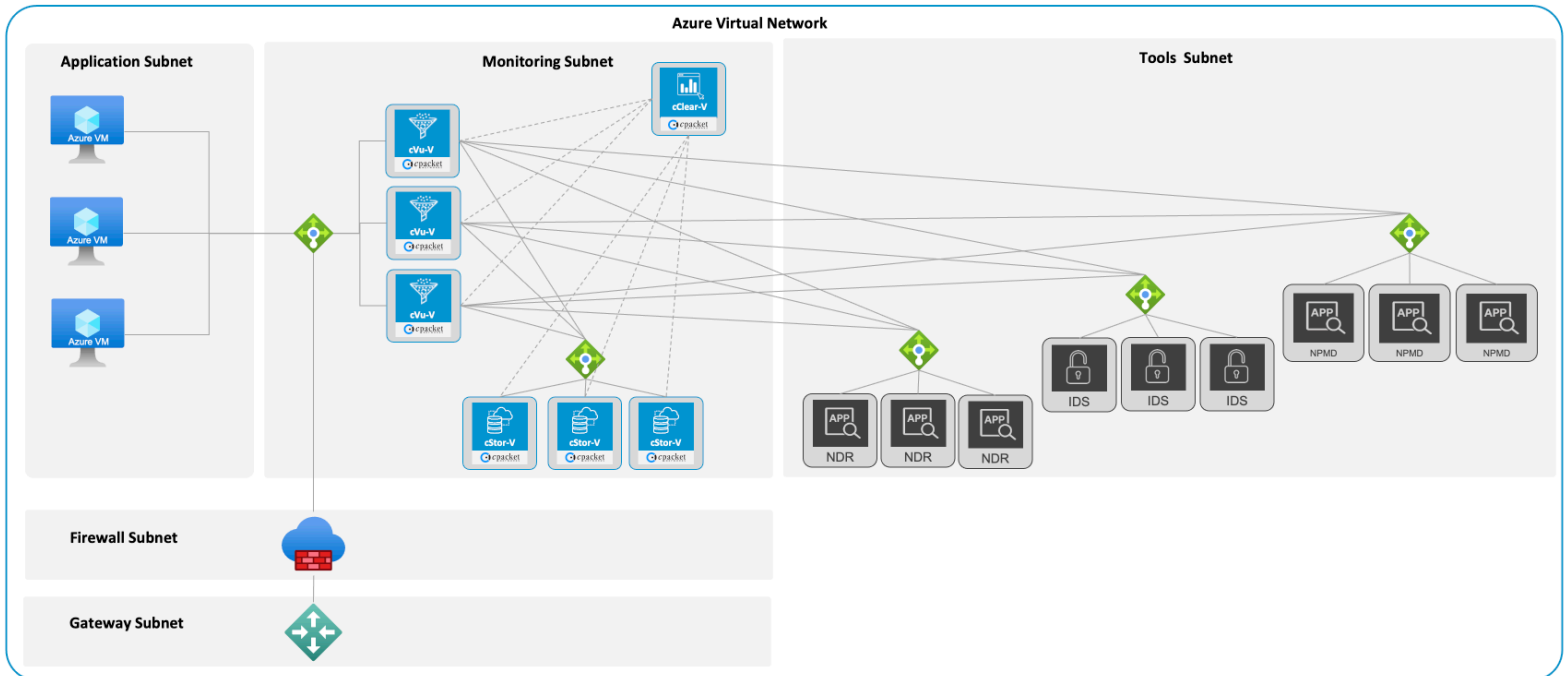 Azure Virtual Network
Application Subnet
Monitoring Subnet
Tools Subnet
Azure VM
Azure VM
Azure VM
cVu-V
cpacket
cVu-V
cpacket
cVu-V
cpacket
cClear-V
cpacket
cStor-V
cpacket
cStor-V
cpacket
cStor-V
cpacket
APP
NDR
APP
NDR
APP
NDR
IDS
IDS
IDS
APP
NPMD
APP
NPMD
APP
NPMD
Firewall Subnet
Gateway Subnet